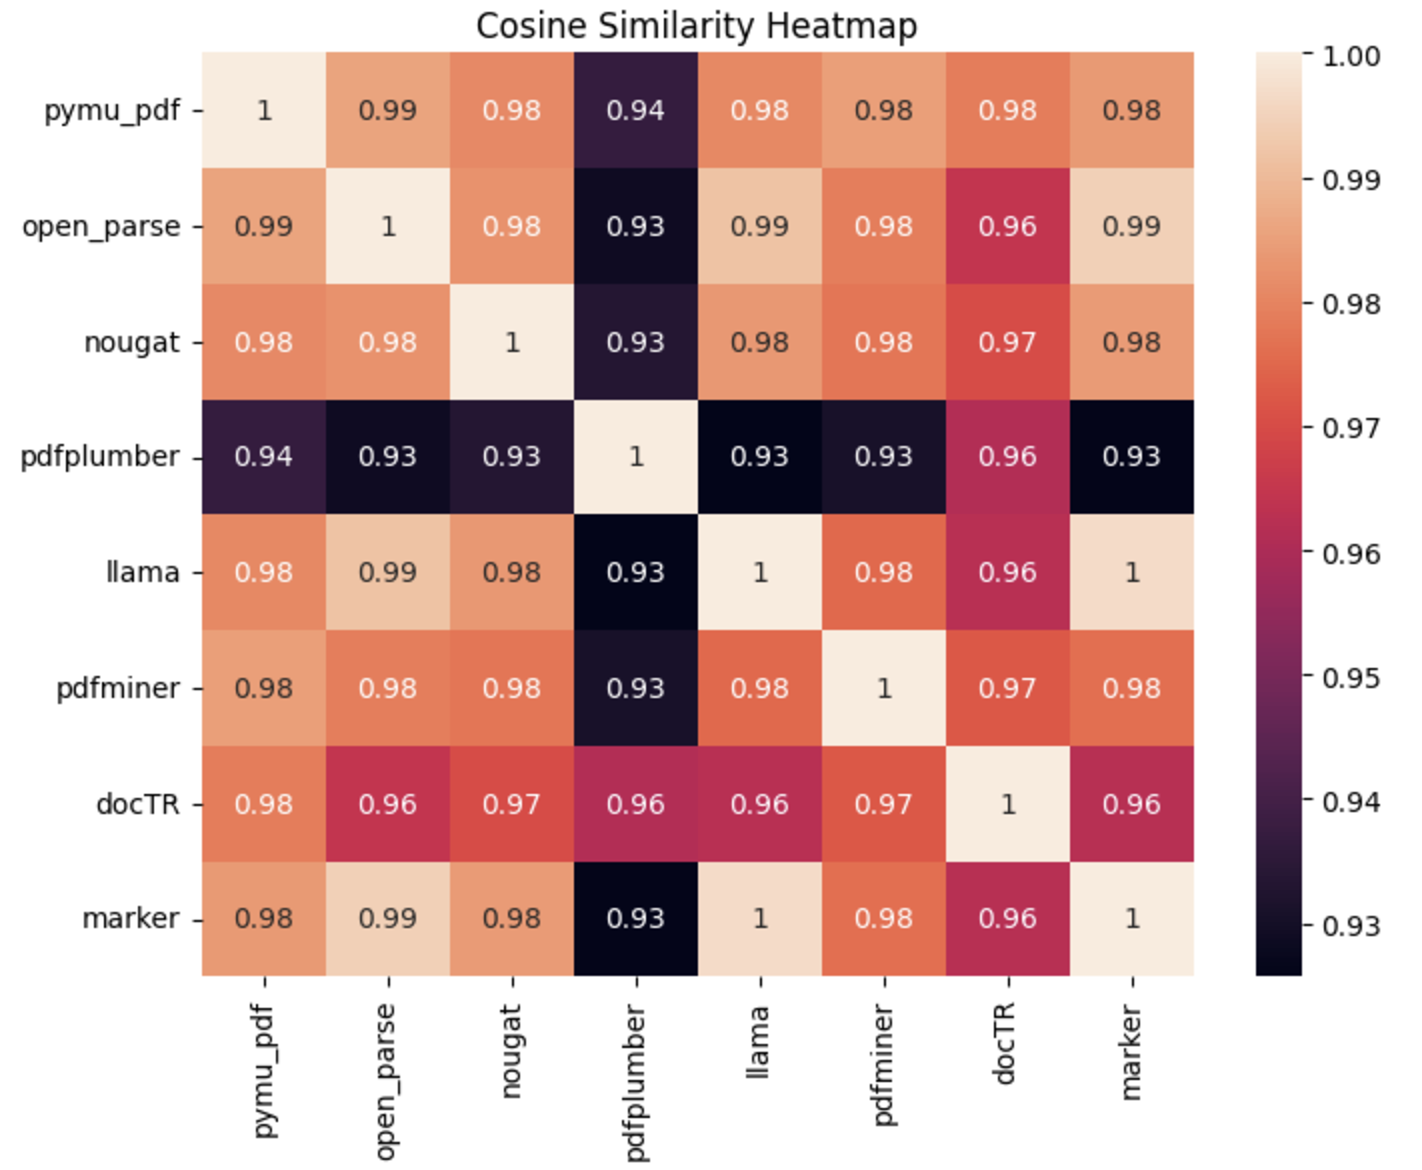 Cosine Similarity Heatmap
pymu_pdf 1 0.99 0.98 0.94 0.98 0.98 0.98 0.98
open_parse 0.99 1 0.98 0.93 0.99 0.98 0.96 0.99
nougat 0.98 0.98 1 0.93 0.98 0.98 0.97 0.98
pdfplumber 0.94 0.93 0.93 1 0.93 0.93 0.96 0.93
llama 0.98 0.99 0.98 0.93 1 0.98 0.96 1
pdfminer 0.98 0.98 0.98 0.93 0.98 1 0.97 0.98
docTR 0.98 0.96 0.97 0.96 0.96 0.97 1 0.96
marker 0.98 0.99 0.98 0.93 1 0.98 0.96 1
pymu_pdf
open_parse
nougat
pdfplumber
llama
pdfminer
docTR
marker
1.00
0.99
0.98
0.97
0.96
0.95
0.94
0.93